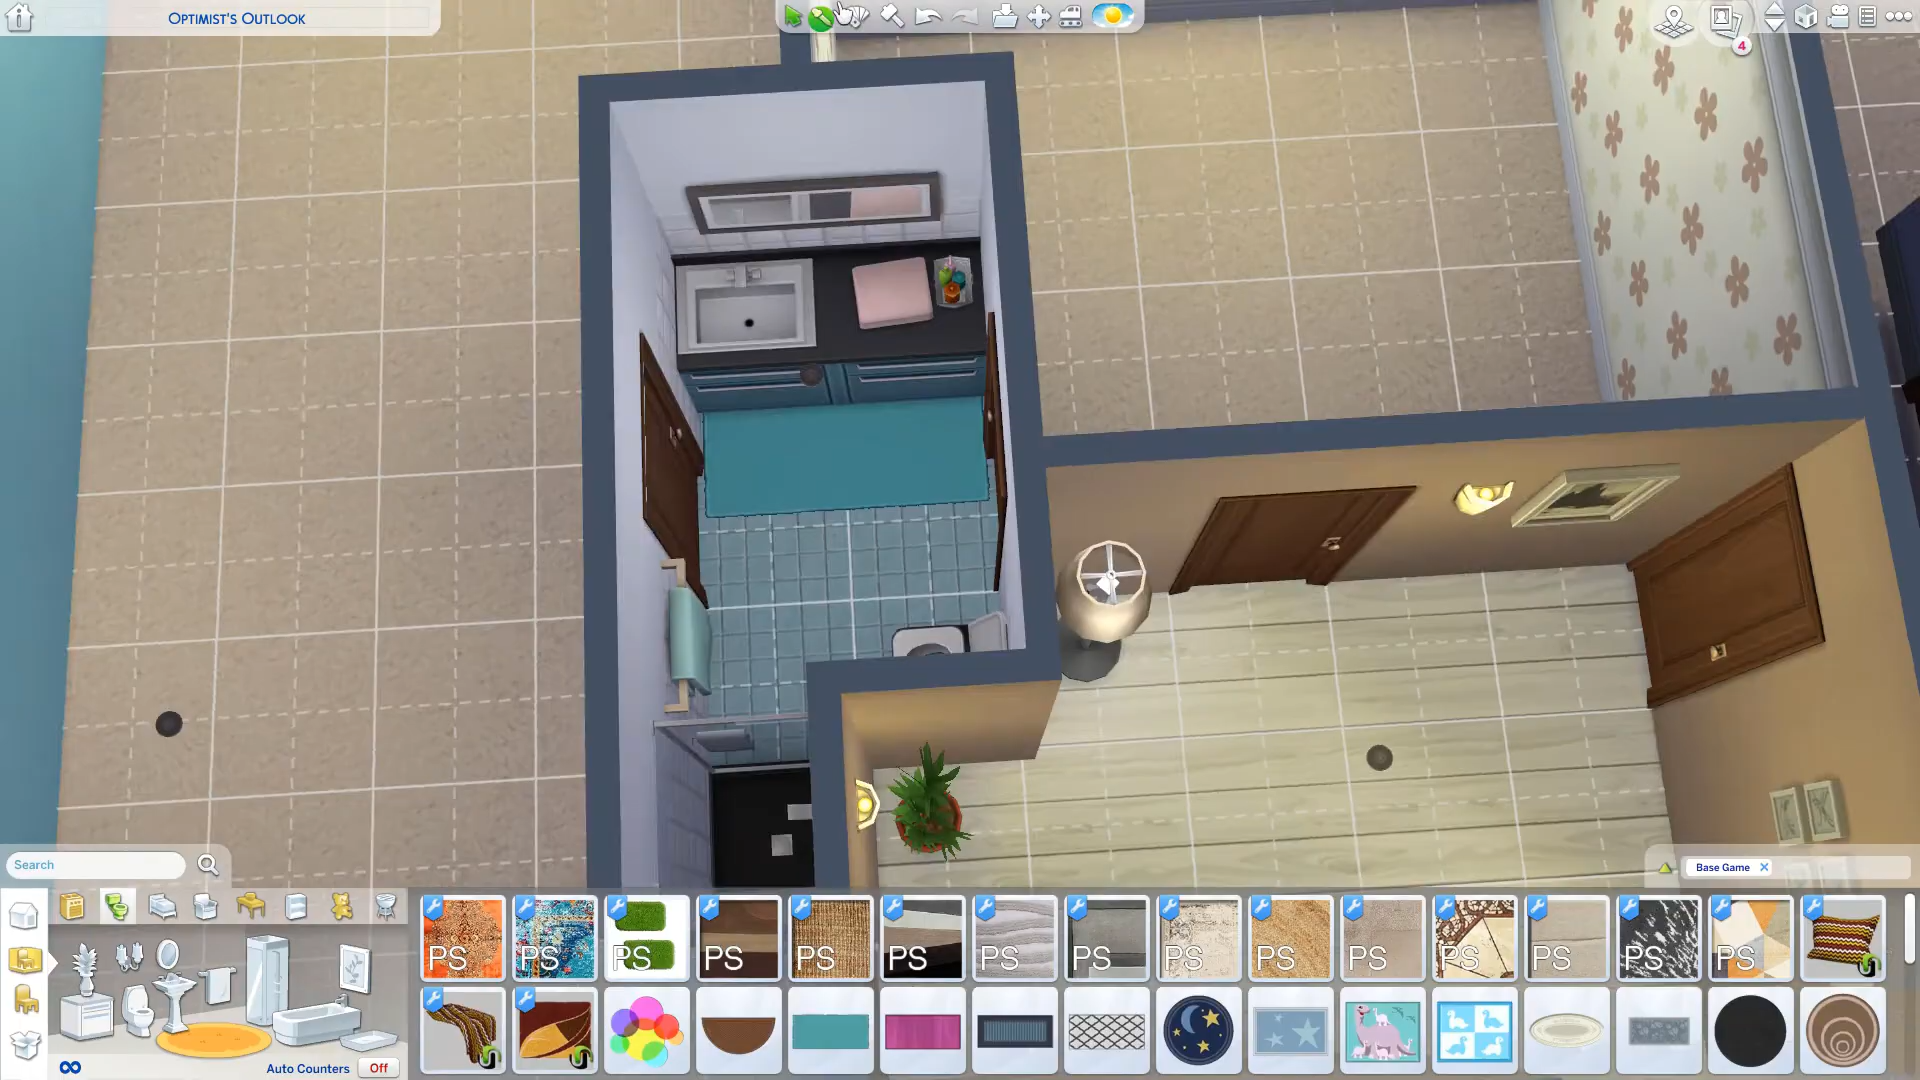 OPTIMIST'S OUTLOOK
4
Search
Base Game
PS PS PS PS PS PS PS PS PS PS PS PS PS PS PS
Auto Counters Off